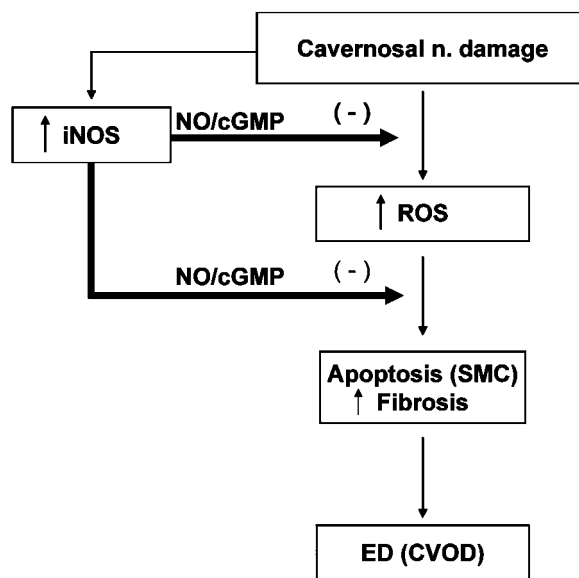 Cavernosal n. damage
↑ iNOS
NO/cGMP (-)
↑ ROS
NO/cGMP (-)
Apoptosis (SMC)
↑ Fibrosis
ED (CVOD)